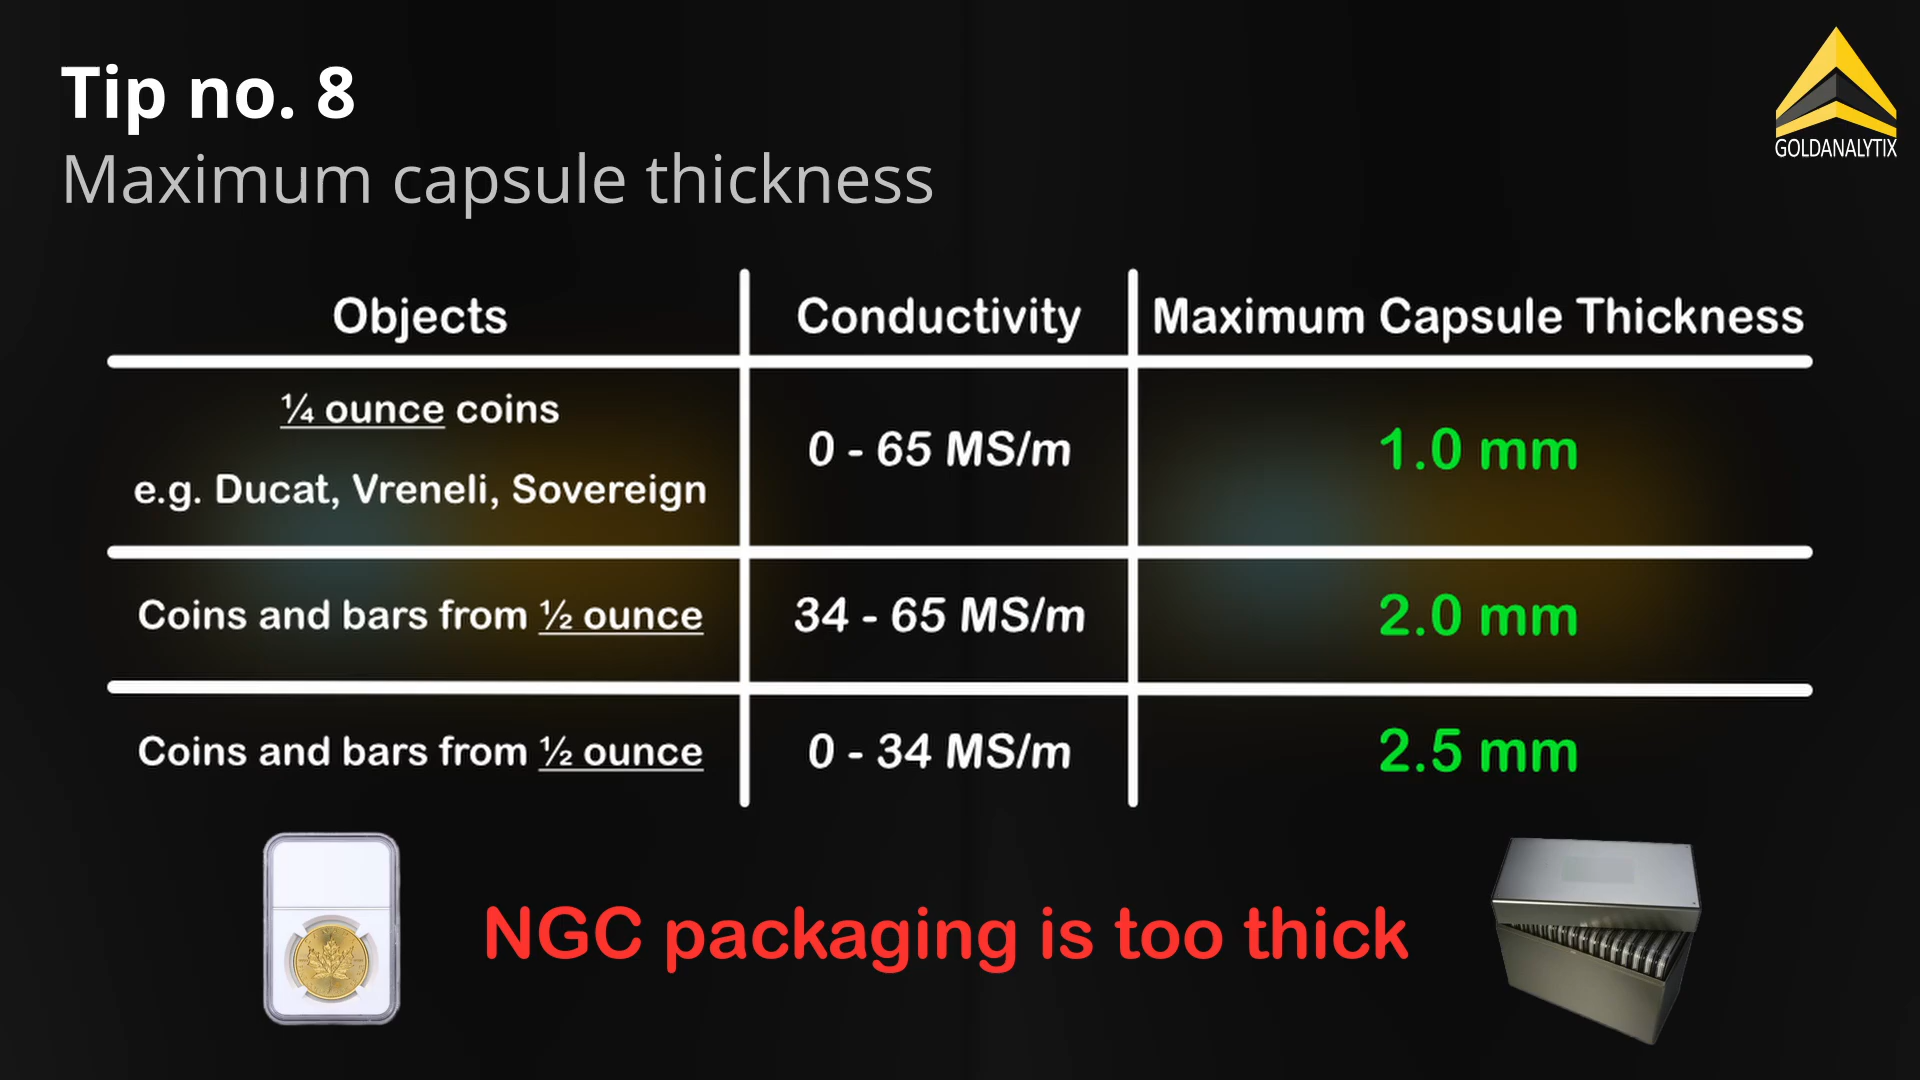 Tip no. 8
Maximum capsule thickness
GOLDANALYTIX
Objects Conductivity Maximum Capsule Thickness
¼ ounce coins
e.g. Ducat, Vreneli, Sovereign
0 - 65 MS/m 1.0 mm
Coins and bars from ½ ounce 34 - 65 MS/m 2.0 mm
Coins and bars from ½ ounce 0 - 34 MS/m 2.5 mm
NGC packaging is too thick